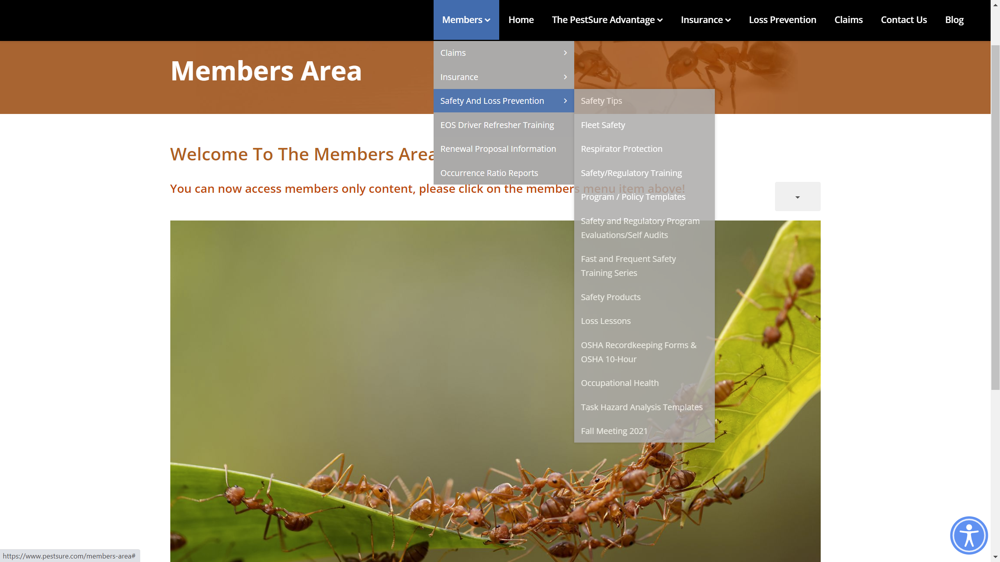 Members Home The PestSure Advantage Insurance Loss Prevention Claims Contact Us Blog
Members Area
Claims
Insurance
Safety And Loss Prevention
EOS Driver Refresher Training
Renewal Proposal Information
Occurrence Ratio Reports
Safety Tips
Fleet Safety
Respirator Protection
Safety/Regulatory Training
Program / Policy Templates
Safety and Regulatory Program
Evaluations/Self Audits
Fast and Frequent Safety
Training Series
Safety Products
Loss Lessons
OSHA Recordkeeping Forms &
OSHA 10-Hour
Occupational Health
Task Hazard Analysis Templates
Fall Meeting 2021
Welcome To The Members Area
You can now access members only content, please click on the members menu item above!
https://www.pestsure.com/members-area#